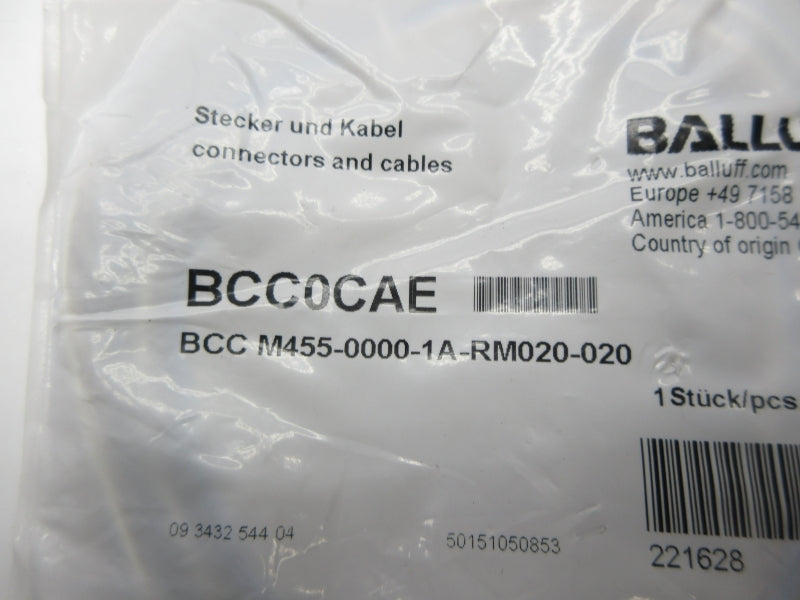 Stecker und Kabel
connectors and cables
BALLU
www.balluff.com
Europe +49 7158
America 1-800-54
Country of origin
BCC0CAE
BCC M455-0000-1A-RM020-020
1 Stück/pcs
09 3432 544 04
50151050853
221628